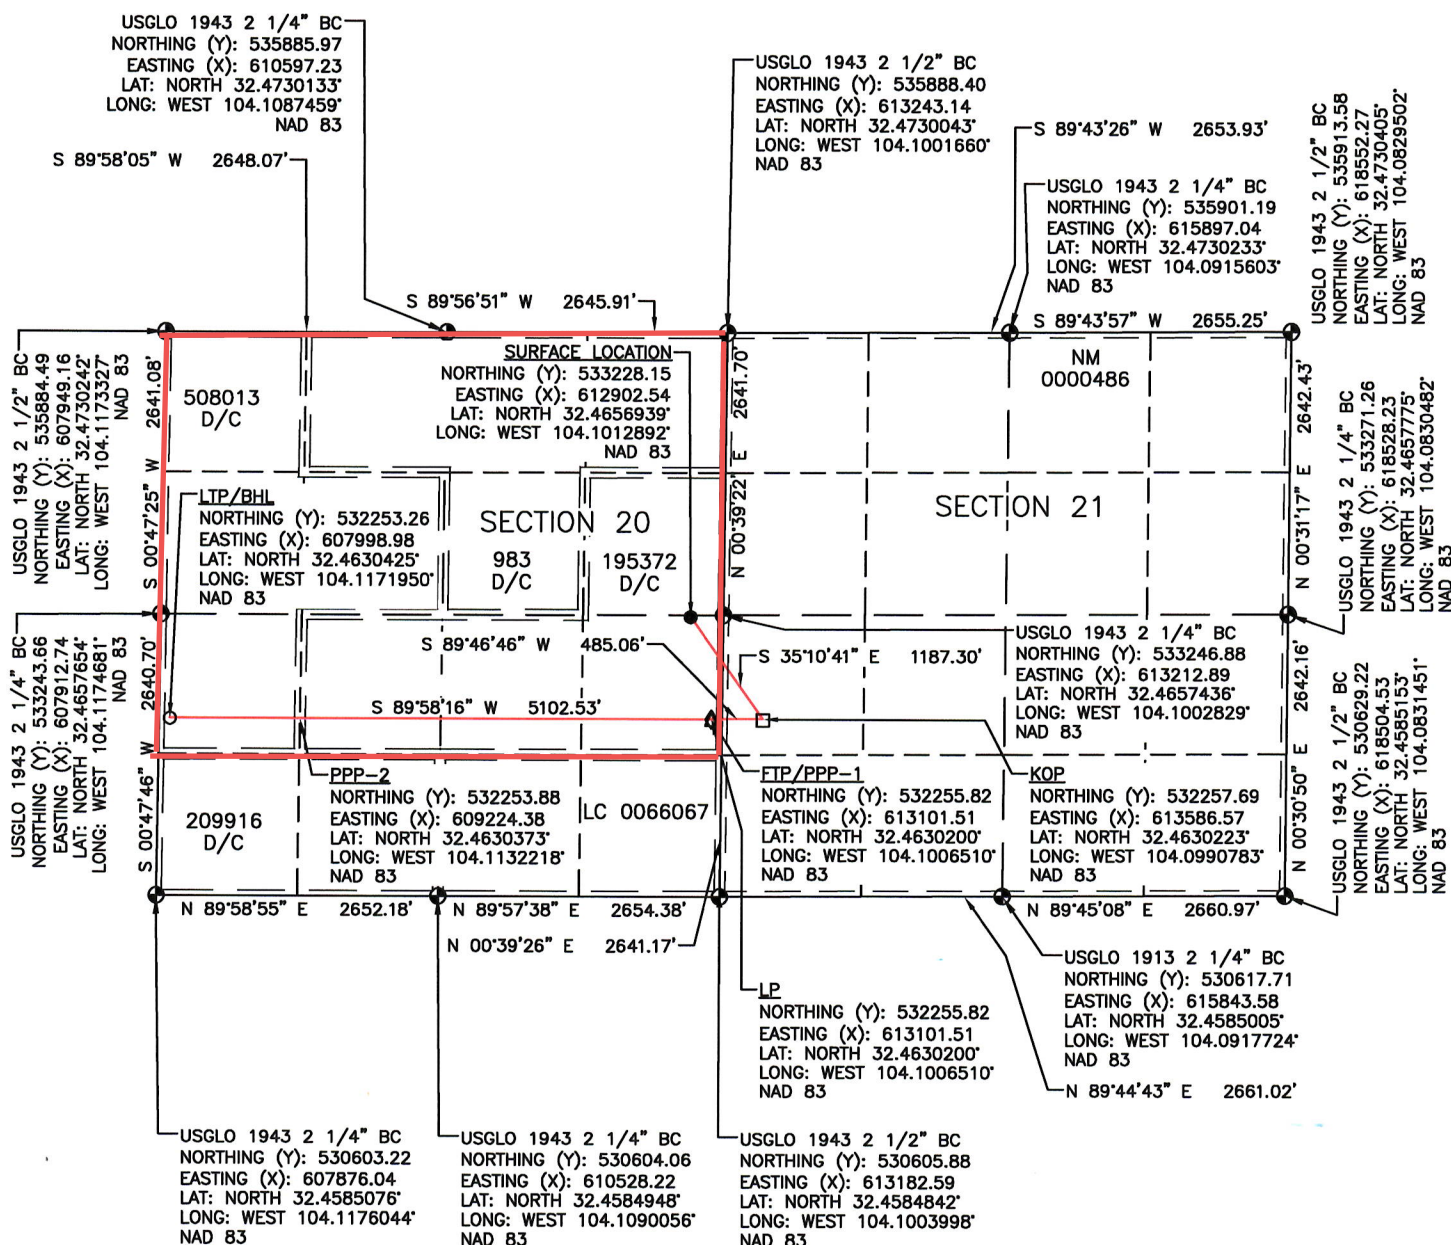 USGLO 1943 2 1/4" BC
NORTHING (Y): 535885.97
EASTING (X): 610597.23
LAT: NORTH 32.4730133°
LONG: WEST 104.1087459°
NAD 83
S 89°58'05" W 2648.07'
USGLO 1943 2 1/2" BC
NORTHING (Y): 535888.40
EASTING (X): 613243.14
LAT: NORTH 32.4730043°
LONG: WEST 104.1001660°
NAD 83
S 89°43'26" W 2653.93'
USGLO 1943 2 1/4" BC
NORTHING (Y): 535901.19
EASTING (X): 615897.04
LAT: NORTH 32.4730233°
LONG: WEST 104.0915603°
NAD 83
USGLO 1943 2 1/2" BC
NORTHING (Y): 535913.58
EASTING (X): 618552.27
LAT: NORTH 32.4730405°
LONG: WEST 104.0829502°
NAD 83
S 89°56'51" W 2645.91'
S 89°43'57" W 2655.25'
USGLO 1943 2 1/2" BC
NORTHING (Y): 535884.49
EASTING (X): 607949.16
LAT: NORTH 32.4730242°
LONG: WEST 104.1173327°
NAD 83
S 00°47'25" W 2641.08'
508013
D/C
SURFACE LOCATION
NORTHING (Y): 533228.15
EASTING (X): 612902.54
LAT: NORTH 32.4656939°
LONG: WEST 104.1012892°
NAD 83
N 00°39'22" E 2641.70'
NM
0000486
N 00°31'17" E 2642.43'
USGLO 1943 2 1/4" BC
NORTHING (Y): 533271.26
EASTING (X): 618528.23
LAT: NORTH 32.4657775°
LONG: WEST 104.0830482°
NAD 83
LTP/BHL
NORTHING (Y): 532253.26
EASTING (X): 607998.98
LAT: NORTH 32.4630425°
LONG: WEST 104.1171950°
NAD 83
SECTION 20
983
D/C
195372
D/C
SECTION 21
USGLO 1943 2 1/4" BC
NORTHING (Y): 533243.66
EASTING (X): 607912.74
LAT: NORTH 32.4657654°
LONG: WEST 104.1174681°
NAD 83
S 00°47'46" W 2640.70'
S 89°46'46" W 485.06'
S 35°10'41" E 1187.30'
USGLO 1943 2 1/4" BC
NORTHING (Y): 533246.88
EASTING (X): 613212.89
LAT: NORTH 32.4657436°
LONG: WEST 104.1002829°
NAD 83
S 89°58'16" W 5102.53'
N 00°30'50" E 2642.16'
USGLO 1943 2 1/2" BC
NORTHING (Y): 530629.22
EASTING (X): 618504.53
LAT: NORTH 32.4585153°
LONG: WEST 104.0831451°
NAD 83
209916
D/C
PPP-2
NORTHING (Y): 532253.88
EASTING (X): 609224.38
LAT: NORTH 32.4630373°
LONG: WEST 104.1132218°
NAD 83
LC 0066067
FTP/PPP-1
NORTHING (Y): 532255.82
EASTING (X): 613101.51
LAT: NORTH 32.4630200°
LONG: WEST 104.1006510°
NAD 83
KOP
NORTHING (Y): 532257.69
EASTING (X): 613586.57
LAT: NORTH 32.4630223°
LONG: WEST 104.0990783°
NAD 83
N 89°58'55" E 2652.18'
N 89°57'38" E 2654.38'
N 89°45'08" E 2660.97'
N 00°39'26" E 2641.17'
USGLO 1913 2 1/4" BC
NORTHING (Y): 530617.71
EASTING (X): 615843.58
LAT: NORTH 32.4585005°
LONG: WEST 104.0917724°
NAD 83
LP
NORTHING (Y): 532255.82
EASTING (X): 613101.51
LAT: NORTH 32.4630200°
LONG: WEST 104.1006510°
NAD 83
N 89°44'43" E 2661.02'
USGLO 1943 2 1/4" BC
NORTHING (Y): 530603.22
EASTING (X): 607876.04
LAT: NORTH 32.4585076°
LONG: WEST 104.1176044°
NAD 83
USGLO 1943 2 1/4" BC
NORTHING (Y): 530604.06
EASTING (X): 610528.22
LAT: NORTH 32.4584948°
LONG: WEST 104.1090056°
NAD 83
USGLO 1943 2 1/2" BC
NORTHING (Y): 530605.88
EASTING (X): 613182.59
LAT: NORTH 32.4584842°
LONG: WEST 104.1003998°
NAD 83